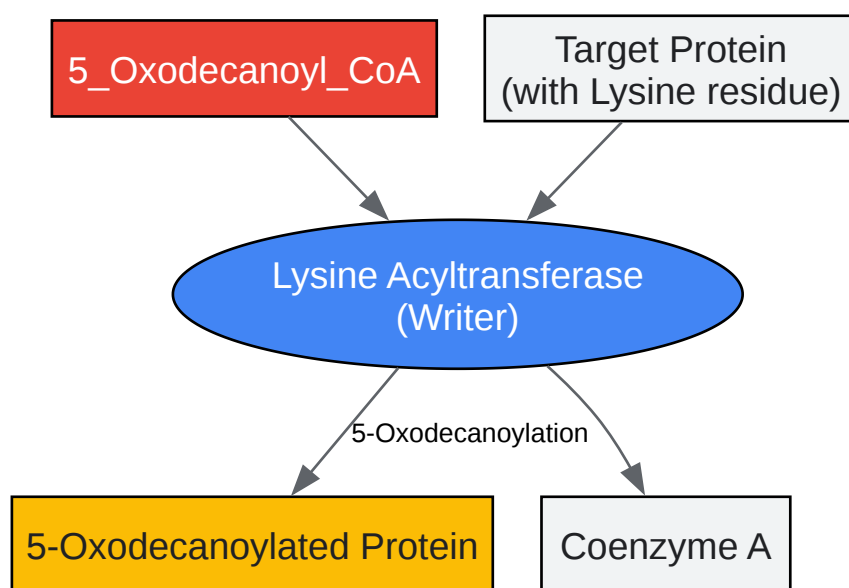 5_Oxodecanoyl_CoA
Target Protein
(with Lysine residue)
Lysine Acyltransferase
(Writer)
5-Oxodecanoylation
5-Oxodecanoylated Protein
Coenzyme A